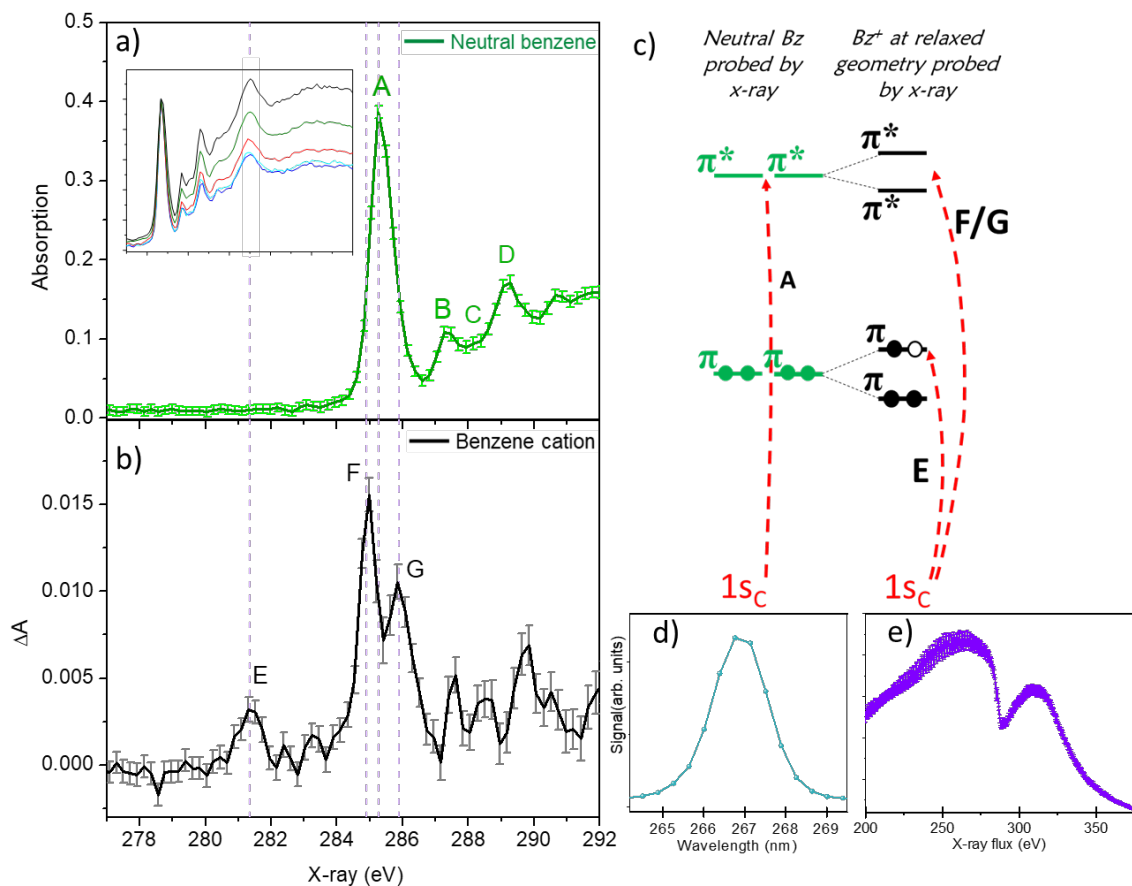 a)
Neutral benzene
A
B
C
D
0.5
0.4
0.3
0.2
0.1
0.0
Absorption
b)
Benzene cation
E
F
G
0.015
0.010
0.005
0.000
ΔA
278 280 282 284 286 288 290 292
X-ray (eV)
c)
Neutral Bz
probed by
x-ray
Bz+ at relaxed
geometry probed
by x-ray
π* π*
π*
π*
F/G
A
π π
π
π
E
1sC
1sC
d)
Signal(arb. units)
265 266 267 268 269
Wavelength (nm)
e)
200 250 300 350
X-ray flux (eV)